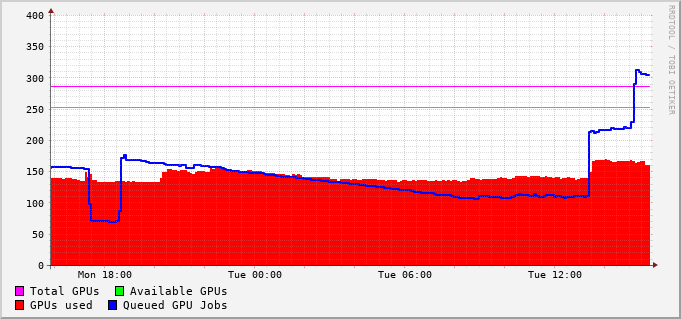 400
350
300
250
200
150
100
50
0
Mon 18:00 Tue 00:00 Tue 06:00 Tue 12:00
Total GPUs Available GPUs
GPUs used Queued GPU Jobs
RRDTOOL / TOBI OETIKER